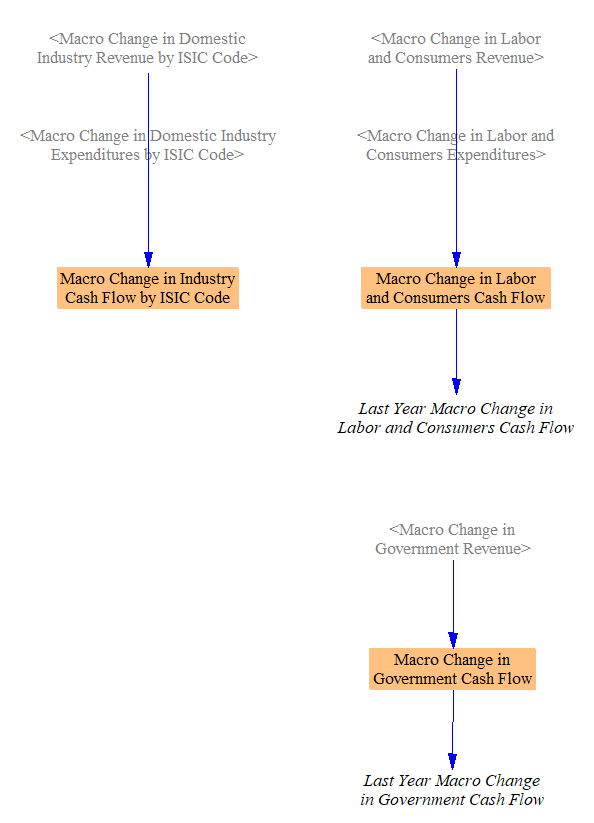 <Macro Change in Domestic
Industry Revenue by ISIC Code>
<Macro Change in Domestic Industry
Expenditures by ISIC Code>
Macro Change in Industry
Cash Flow by ISIC Code
<Macro Change in Labor
and Consumers Revenue>
<Macro Change in Labor and
Consumers Expenditures>
Macro Change in Labor
and Consumers Cash Flow
Last Year Macro Change in
Labor and Consumers Cash Flow
<Macro Change in
Government Revenue>
Macro Change in
Government Cash Flow
Last Year Macro Change
in Government Cash Flow